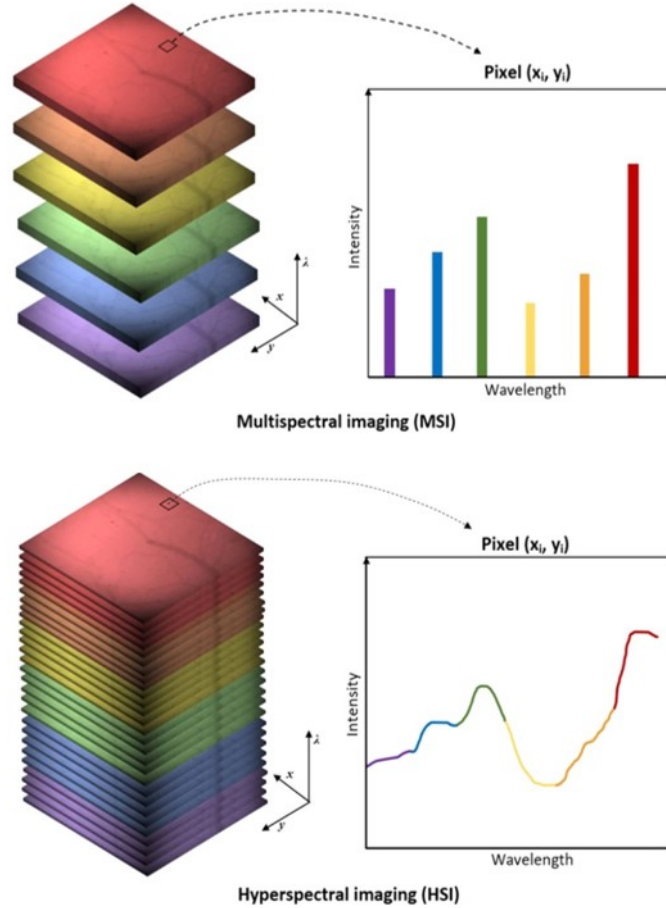 Pixel (xᵢ, yᵢ)
Intensity
λ
x
y
Wavelength
Multispectral imaging (MSI)
Pixel (xᵢ, yᵢ)
Intensity
λ
x
y
Wavelength
Hyperspectral imaging (HSI)